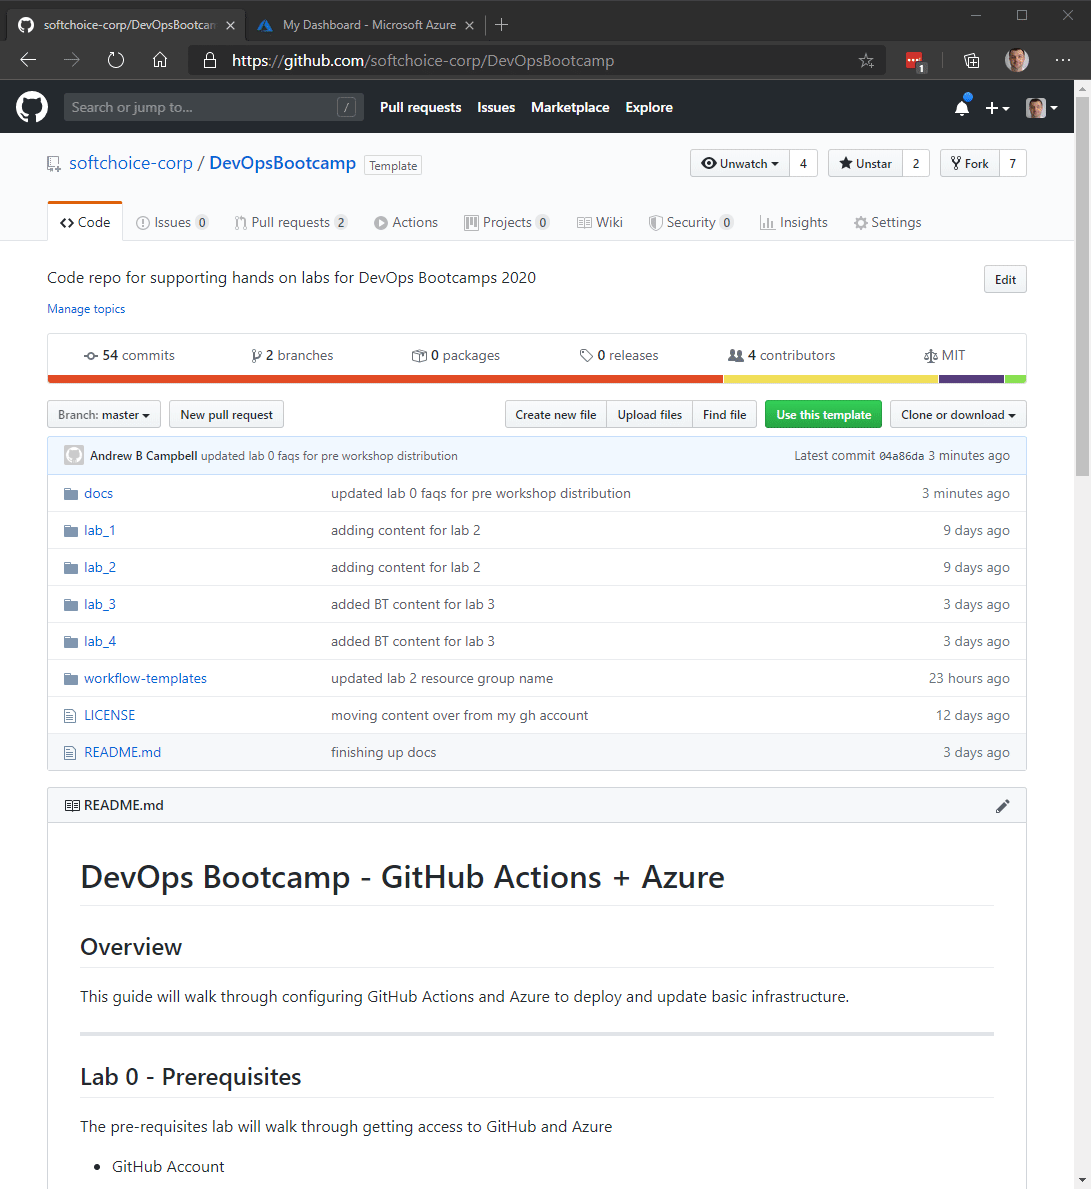 softchoice-corp/DevOpsBootcam
My Dashboard - Microsoft Azure
https://github.com/softchoice-corp/DevOpsBootcamp
1
Search or jump to...
/
Pull requests Issues Marketplace Explore
softchoice-corp / DevOpsBootcamp Template
Unwatch 4 Unstar 2 Fork 7
Code Issues 0 Pull requests 2 Actions Projects 0 Wiki Security 0 Insights Settings
Code repo for supporting hands on labs for DevOps Bootcamps 2020 Edit
Manage topics
54 commits 2 branches 0 packages 0 releases 4 contributors MIT
Branch: master New pull request Create new file Upload files Find file Use this template Clone or download
Andrew B Campbell updated lab 0 faqs for pre workshop distribution Latest commit 04a86da 3 minutes ago
docs updated lab 0 faqs for pre workshop distribution 3 minutes ago
lab_1 adding content for lab 2 9 days ago
lab_2 adding content for lab 2 9 days ago
lab_3 added BT content for lab 3 3 days ago
lab_4 added BT content for lab 3 3 days ago
workflow-templates updated lab 2 resource group name 23 hours ago
LICENSE moving content over from my gh account 12 days ago
README.md finishing up docs 3 days ago
README.md
DevOps Bootcamp - GitHub Actions + Azure
Overview
This guide will walk through configuring GitHub Actions and Azure to deploy and update basic infrastructure.
Lab 0 - Prerequisites
The pre-requisites lab will walk through getting access to GitHub and Azure
• GitHub Account